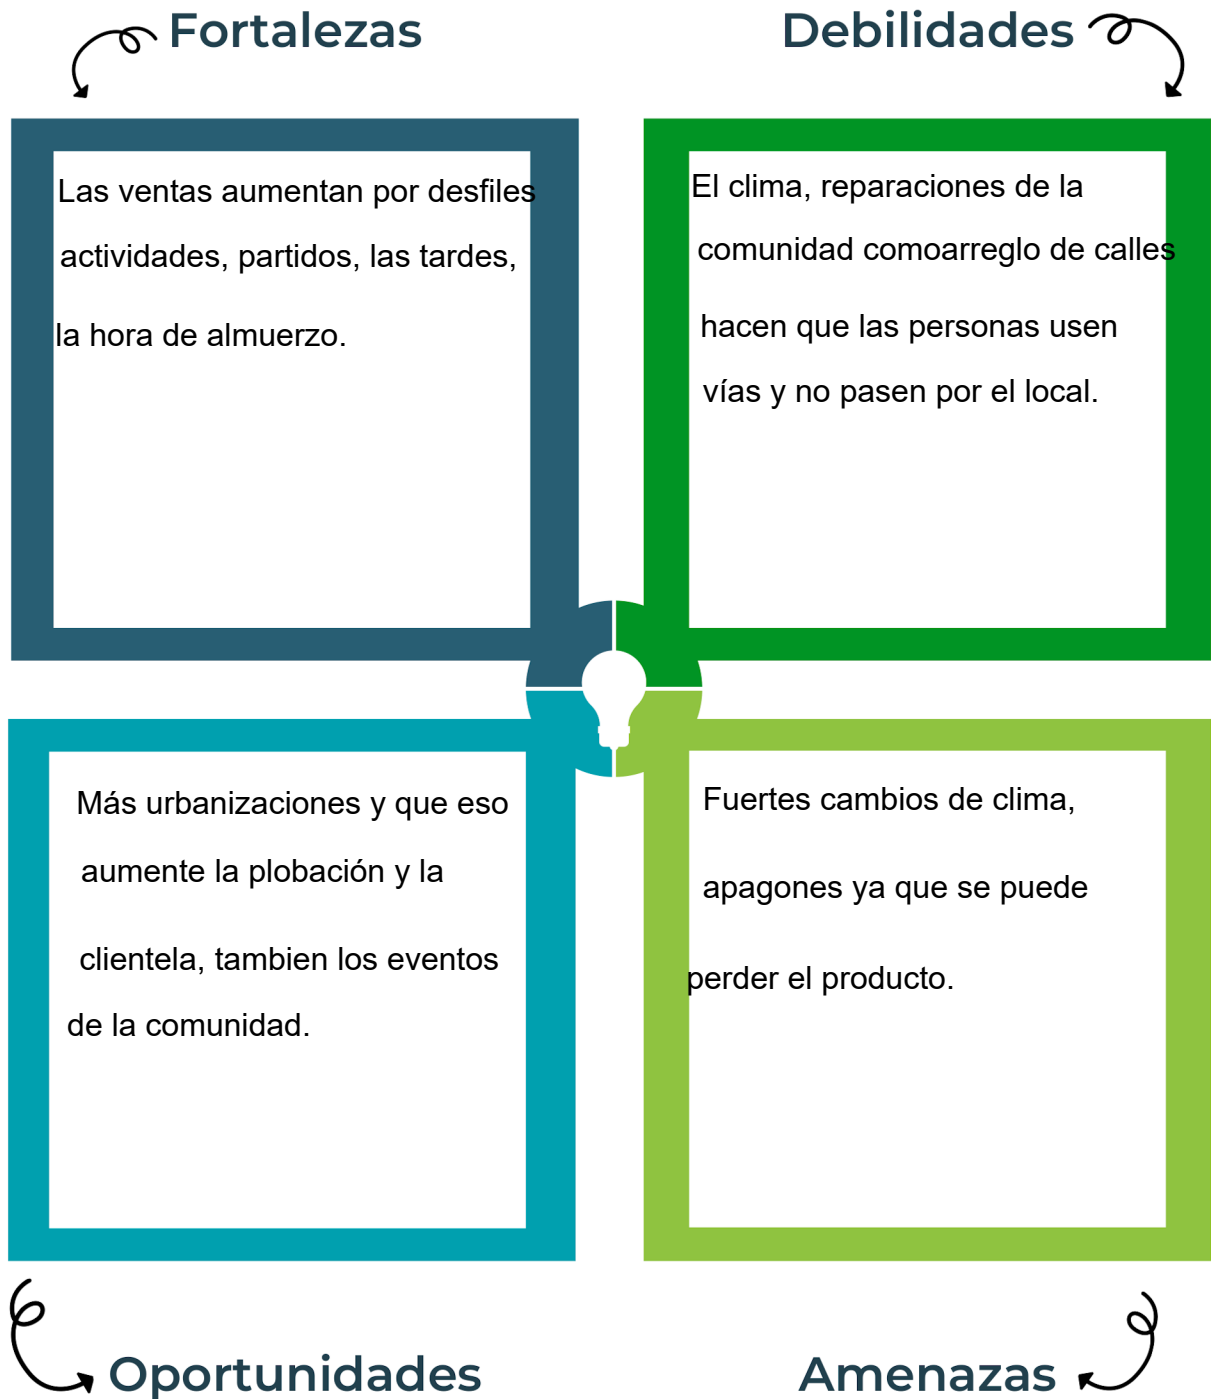 Fortalezas
Las ventas aumentan por desfiles
actividades, partidos, las tardes,
la hora de almuerzo.
Debilidades
El clima, reparaciones de la
comunidad comoarreglo de calles
hacen que las personas usen
vías y no pasen por el local.
Más urbanizaciones y que eso
aumente la plobación y la
clientela, tambien los eventos
de la comunidad.
Oportunidades
Fuertes cambios de clima,
apagones ya que se puede
perder el producto.
Amenazas